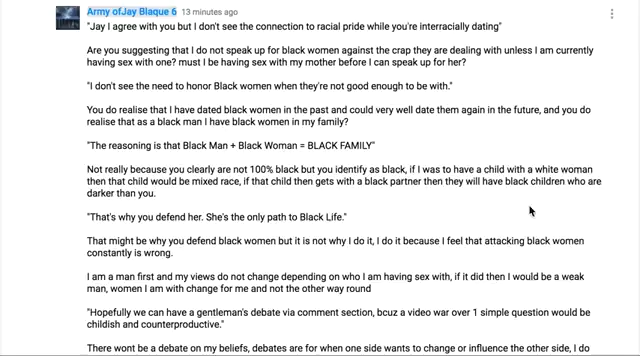 Army ofJay Blaque 6 13 minutes ago
"Jay I agree with you but I don't see the connection to racial pride while you're interracially dating"
Are you suggesting that I do not speak up for black women against the crap they are dealing with unless I am currently
having sex with one? must I be having sex with my mother before I can speak up for her?
"I don't see the need to honor Black women when they're not good enough to be with."
You do realise that I have dated black women in the past and could very well date them again in the future, and you do
realise that as a black man I have black women in my family?
"The reasoning is that Black Man + Black Woman = BLACK FAMILY"
Not really because you clearly are not 100% black but you identify as black, if I was to have a child with a white woman
then that child would be mixed race, if that child then gets with a black partner then they will have black children who are
darker than you.
"That's why you defend her. She's the only path to Black Life."
That might be why you defend black women but it is not why I do it, I do it because I feel that attacking black women
constantly is wrong.
I am a man first and my views do not change depending on who I am having sex with, if it did then I would be a weak
man, women I am with change for me and not the other way round
"Hopefully we can have a gentleman's debate via comment section, bcuz a video war over 1 simple question would be
childish and counterproductive."
There wont be a debate on my beliefs, debates are for when one side wants to change or influence the other side, I do